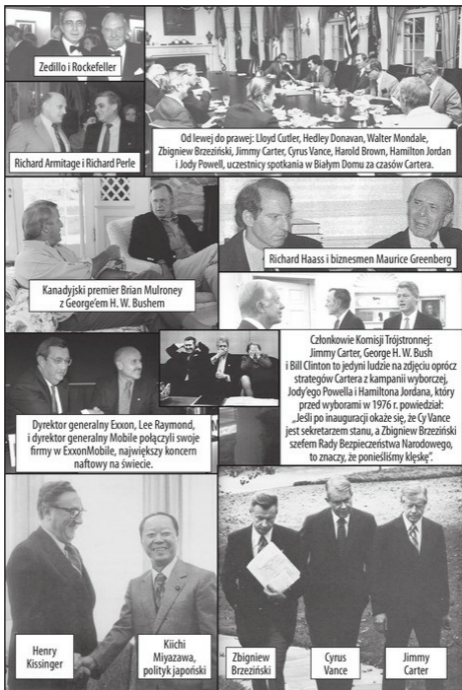 Zedillo i Rockefeller
Richard Armitage i Richard Perle
Od lewej do prawej: Lloyd Cutler, Hedley Donavan, Walter Mondale,
Zbigniew Brzeziński, Jimmy Carter, Cyrus Vance, Harold Brown, Hamilton Jordan
i Jody Powell, uczestnicy spotkania w Białym Domu za czasów Cartera.
Kanadyjski premier Brian Mulroney
z George'em H. W. Bushem
Richard Haass i biznesmen Maurice Greenberg
Członkowie Komisji Trójstronnej:
Jimmy Carter, George H. W. Bush
i Bill Clinton to jedyni ludzie na zdjęciu oprócz
strategów Cartera z kampanii wyborczej,
Jody'ego Powella i Hamiltona Jordana, który
przed wyborami w 1976 r. powiedział:
„Jeśli po inauguracji okaże się, że Cy Vance
jest sekretarzem stanu, a Zbigniew Brzeziński
szefem Rady Bezpieczeństwa Narodowego,
to znaczy, że ponieśliśmy klęskę".
Dyrektor generalny Exxon, Lee Raymond,
i dyrektor generalny Mobile połączyli swoje
firmy w ExxonMobile, największy koncern
naftowy na świecie.
Henry
Kissinger
Kiichi
Miyazawa,
polityk japoński
Zbigniew
Brzeziński
Cyrus
Vance
Jimmy
Carter